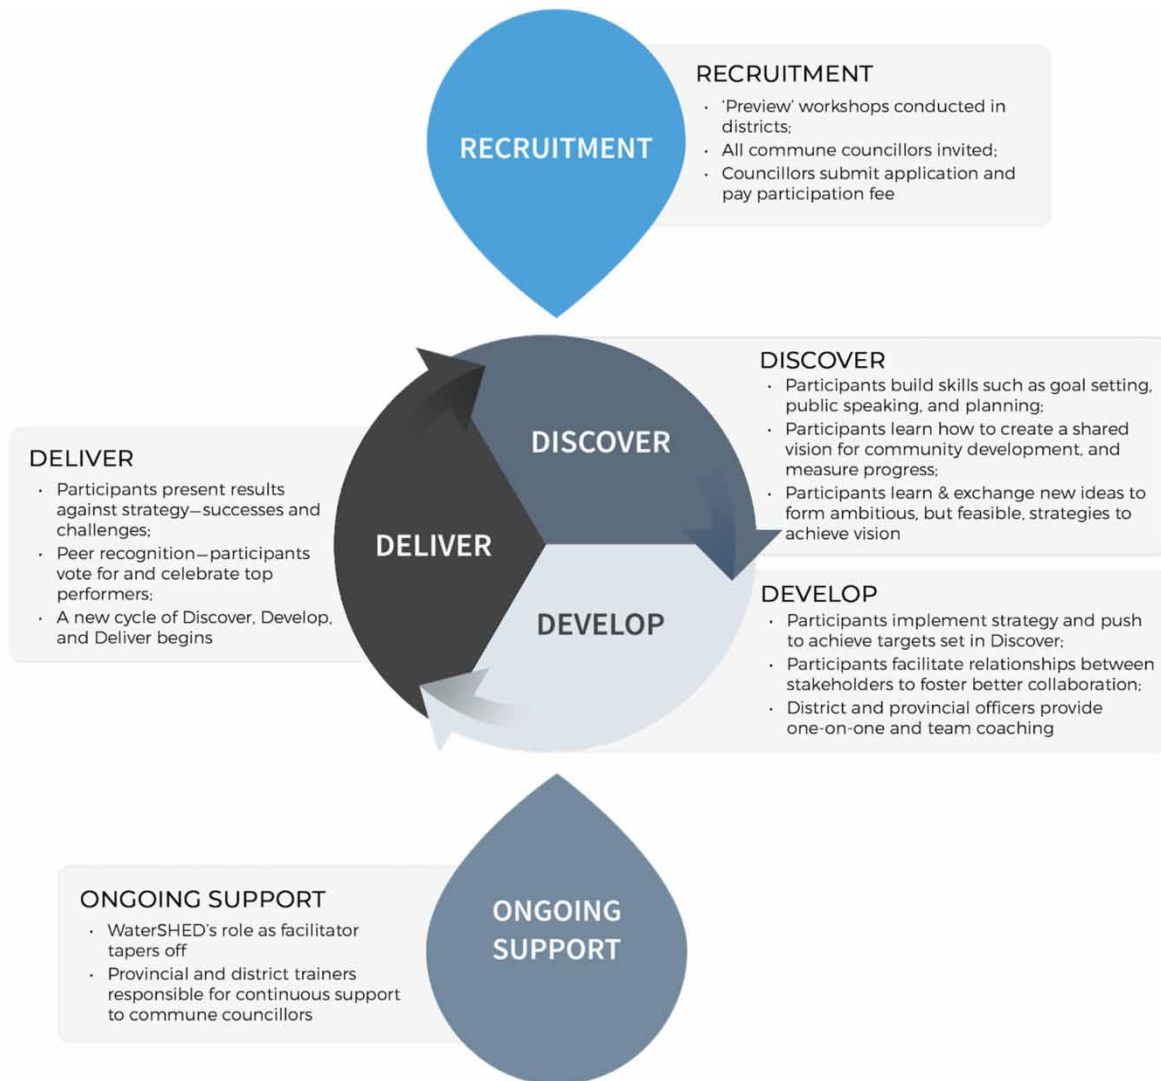 RECRUITMENT
RECRUITMENT
• 'Preview' workshops conducted in
districts;
• All commune councillors invited;
• Councillors submit application and
pay participation fee
DISCOVER
DISCOVER
• Participants build skills such as goal setting,
public speaking, and planning;
• Participants learn how to create a shared
vision for community development, and
measure progress;
• Participants learn & exchange new ideas to
form ambitious, but feasible, strategies to
achieve vision
DEVELOP
DEVELOP
• Participants implement strategy and push
to achieve targets set in Discover;
• Participants facilitate relationships between
stakeholders to foster better collaboration;
• District and provincial officers provide
one-on-one and team coaching
DELIVER
DELIVER
• Participants present results
against strategy—successes and
challenges;
• Peer recognition—participants
vote for and celebrate top
performers;
• A new cycle of Discover, Develop,
and Deliver begins
ONGOING
SUPPORT
ONGOING SUPPORT
• WaterSHED's role as facilitator
tapers off
• Provincial and district trainers
responsible for continuous support
to commune councillors